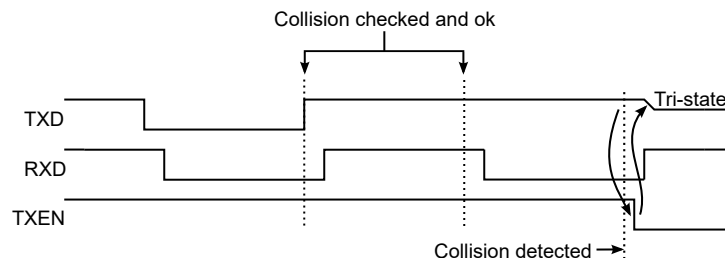 Collision checked and ok
Tri-state
TXD
RXD
TXEN
Collision detected